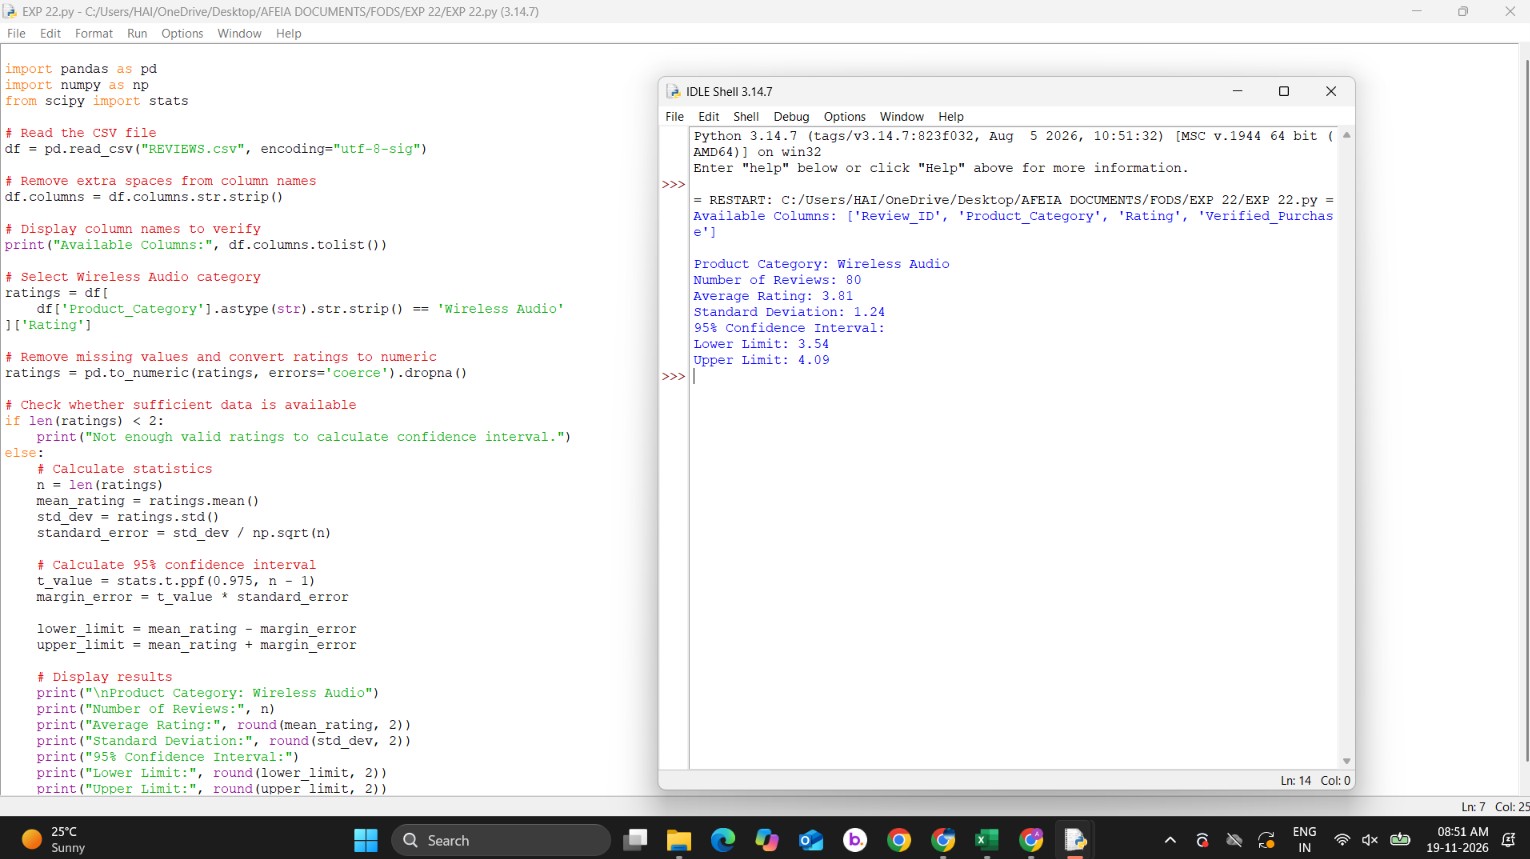 EXP 22.py - C:/Users/HAI/OneDrive/Desktop/AFEIA DOCUMENTS/FODS/EXP 22/EXP 22.py (3.14.7)
File Edit Format Run Options Window Help
import pandas as pd
import numpy as np
from scipy import stats
# Read the CSV file
df = pd.read_csv("REVIEWS.csv", encoding="utf-8-sig")
# Remove extra spaces from column names
df.columns = df.columns.str.strip()
# Display column names to verify
print("Available Columns:", df.columns.tolist())
# Select Wireless Audio category
ratings = df[
    df['Product_Category'].astype(str).str.strip() == 'Wireless Audio'
]['Rating']
# Remove missing values and convert ratings to numeric
ratings = pd.to_numeric(ratings, errors='coerce').dropna()
# Check whether sufficient data is available
if len(ratings) < 2:
    print("Not enough valid ratings to calculate confidence interval.")
else:
    # Calculate statistics
    n = len(ratings)
    mean_rating = ratings.mean()
    std_dev = ratings.std()
    standard_error = std_dev / np.sqrt(n)
    # Calculate 95% confidence interval
    t_value = stats.t.ppf(0.975, n - 1)
    margin_error = t_value * standard_error
    lower_limit = mean_rating - margin_error
    upper_limit = mean_rating + margin_error
    # Display results
    print("\nProduct Category: Wireless Audio")
    print("Number of Reviews:", n)
    print("Average Rating:", round(mean_rating, 2))
    print("Standard Deviation:", round(std_dev, 2))
    print("95% Confidence Interval:")
    print("Lower Limit:", round(lower_limit, 2))
    print("Upper Limit:", round(upper_limit, 2))
IDLE Shell 3.14.7
File Edit Shell Debug Options Window Help
Python 3.14.7 (tags/v3.14.7:823f032, Aug  5 2026, 10:51:32) [MSC v.1944 64 bit (
AMD64)] on win32
Enter "help" below or click "Help" above for more information.
>>>
= RESTART: C:/Users/HAI/OneDrive/Desktop/AFEIA DOCUMENTS/FODS/EXP 22/EXP 22.py =
Available Columns: ['Review_ID', 'Product_Category', 'Rating', 'Verified_Purchas
e']
Product Category: Wireless Audio
Number of Reviews: 80
Average Rating: 3.81
Standard Deviation: 1.24
95% Confidence Interval:
Lower Limit: 3.54
Upper Limit: 4.09
>>>
Ln: 14 Col: 0
Ln: 7 Col: 25
25°C
Sunny
Search
b.
ENG
IN
08:51 AM
19-11-2026